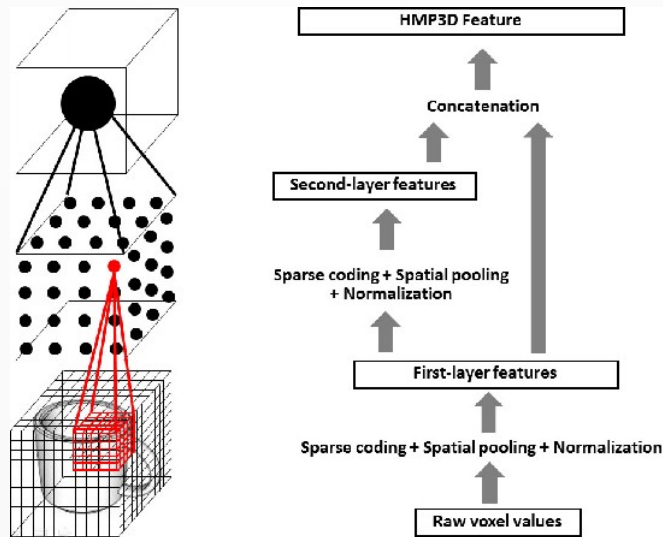 HMP3D Feature
Concatenation
Second-layer features
Sparse coding + Spatial pooling
+ Normalization
First-layer features
Sparse coding + Spatial pooling + Normalization
Raw voxel values